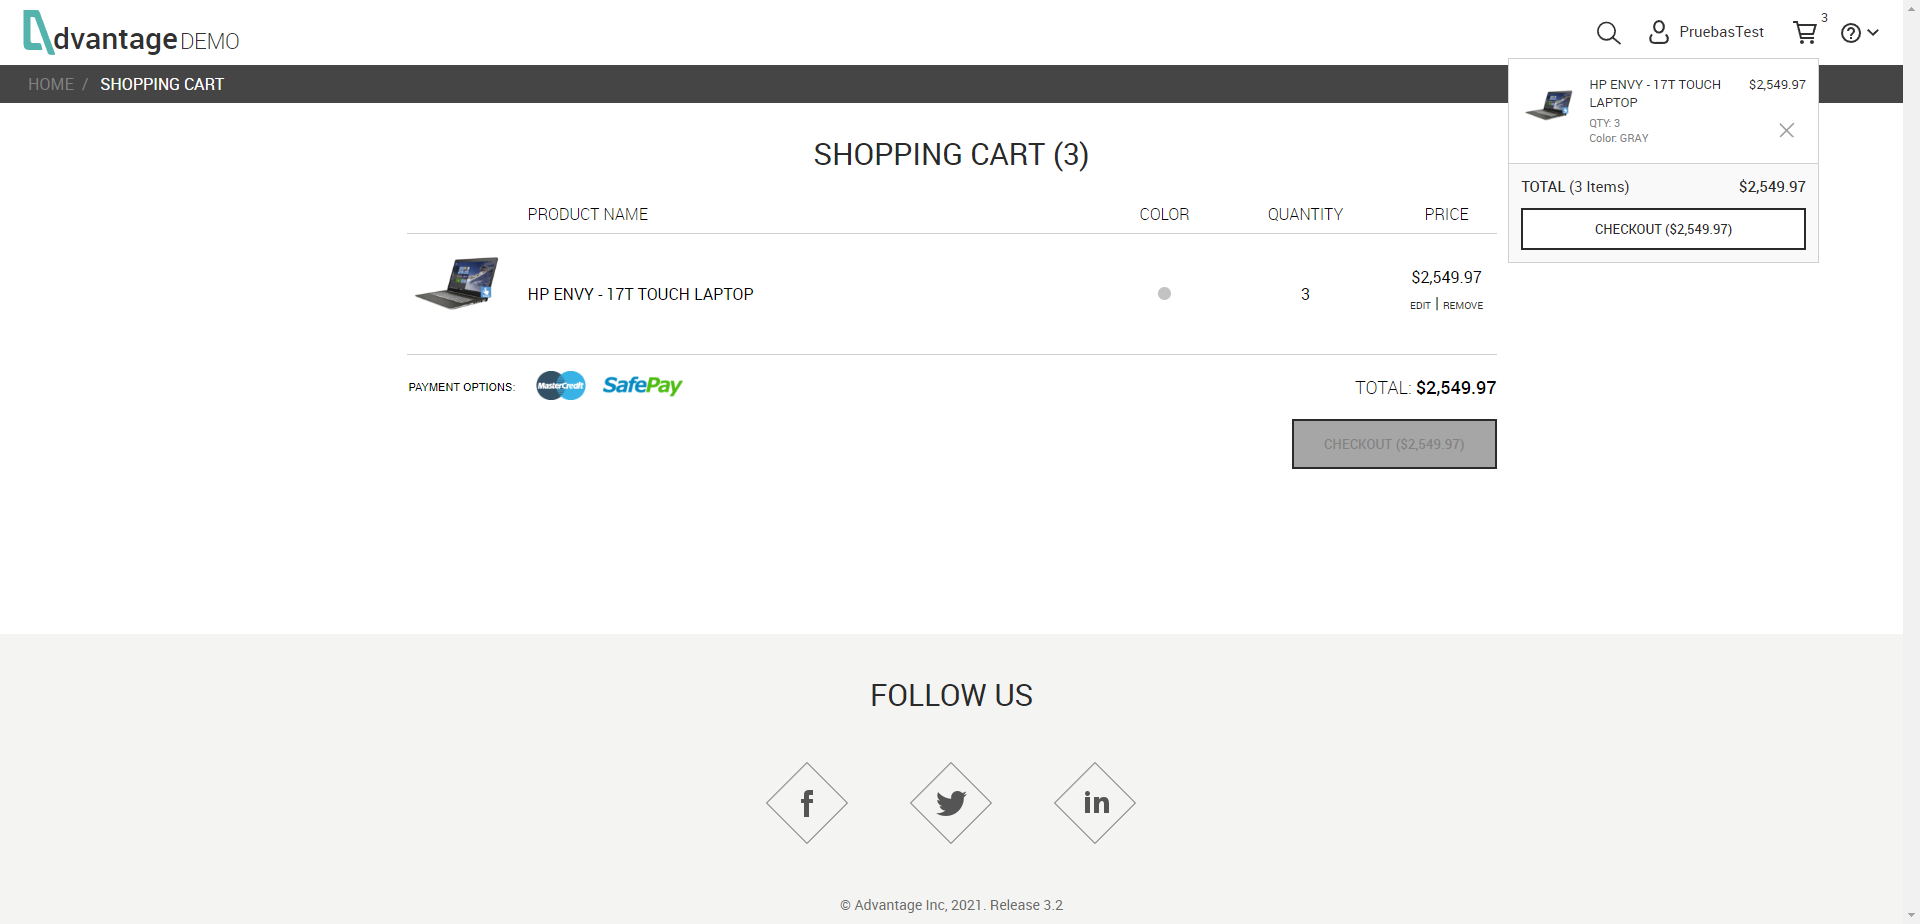 dvantage DEMO
PruebasTest
3
HOME / SHOPPING CART
HP ENVY - 17T TOUCH LAPTOP
$2,549.97
QTY: 3
Color: GRAY
TOTAL (3 Items) $2,549.97
CHECKOUT ($2,549.97)
SHOPPING CART (3)
PRODUCT NAME COLOR QUANTITY PRICE
HP ENVY - 17T TOUCH LAPTOP
3
$2,549.97
EDIT | REMOVE
PAYMENT OPTIONS: MasterCredit SafePay
TOTAL: $2,549.97
CHECKOUT ($2,549.97)
FOLLOW US
f
in
© Advantage Inc, 2021. Release 3.2